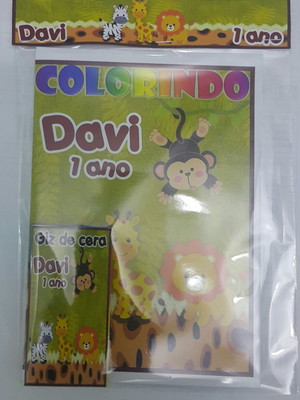 Davi 1 ano
COLORINDO
Davi
1 ano
Giz de cera
Davi
1 ano